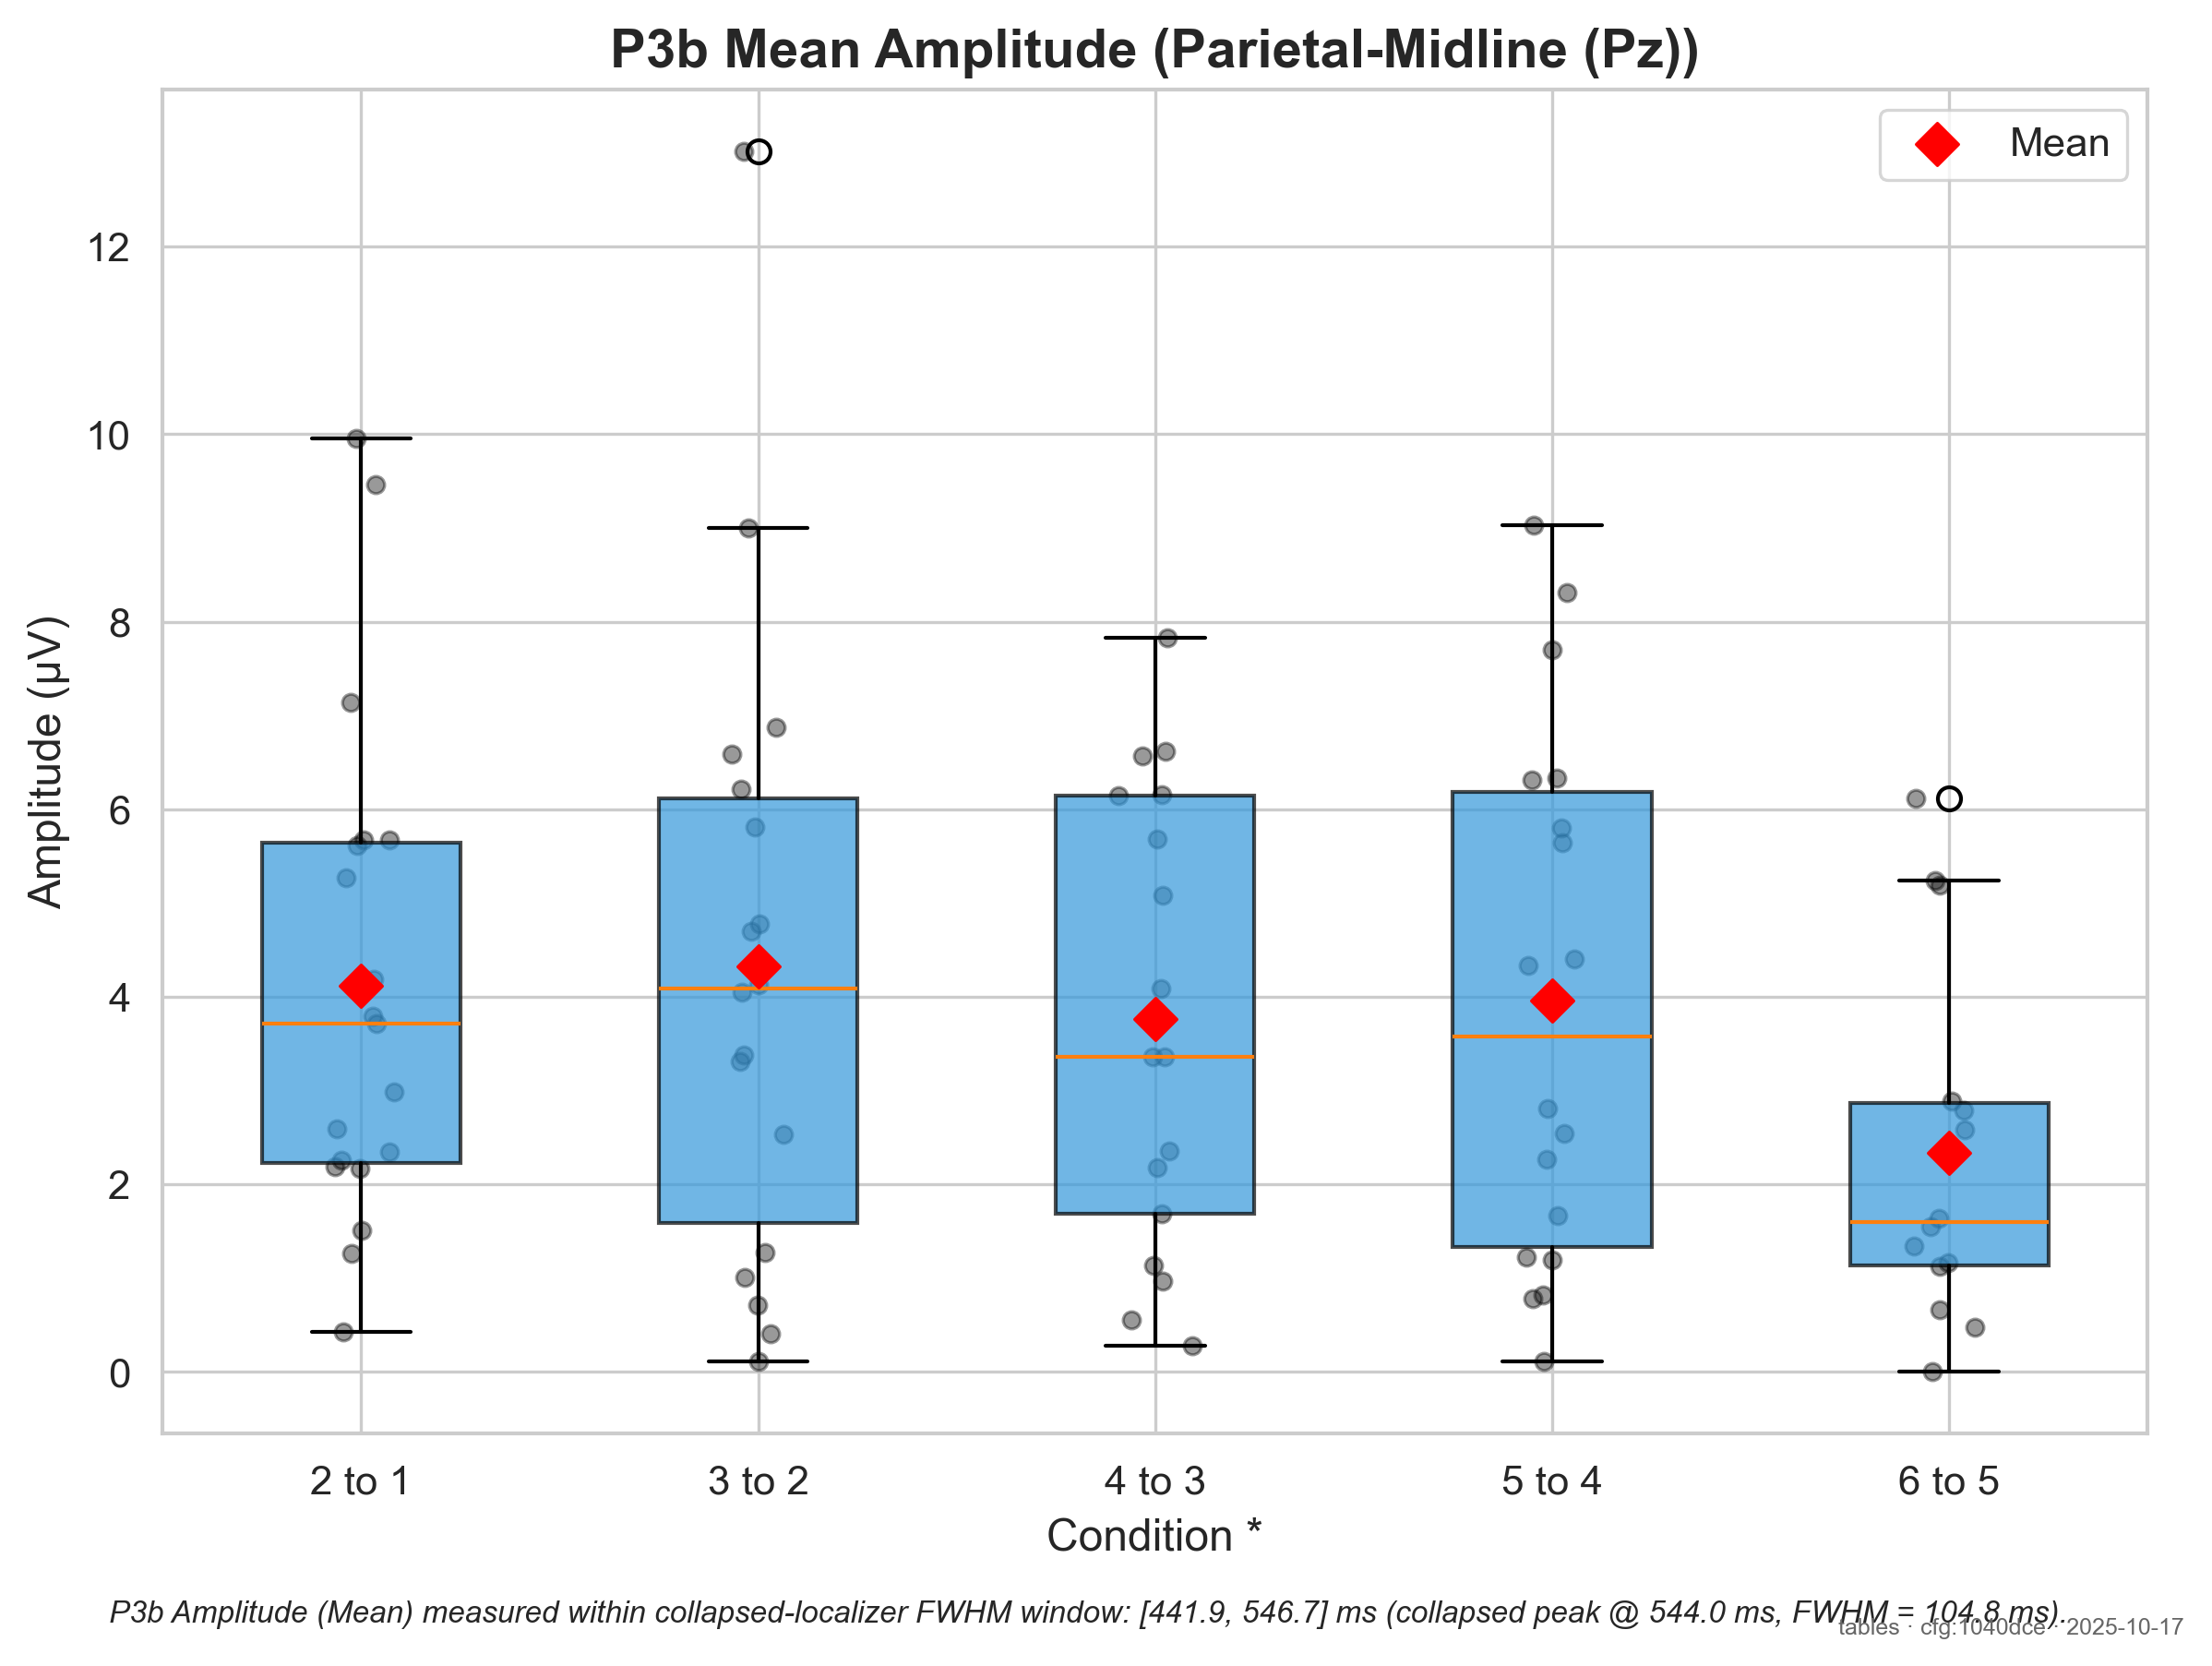 P3b Mean Amplitude (Parietal-Midline (Pz))
Mean
Amplitude (µV)
12
10
8
6
4
2
0
2 to 1
3 to 2
4 to 3
5 to 4
6 to 5
Condition *
P3b Amplitude (Mean) measured within collapsed-localizer FWHM window: [441.9, 546.7] ms (collapsed peak @ 544.0 ms, FWHM = 104.8 ms).
tables · cfg:1040dce · 2025-10-17